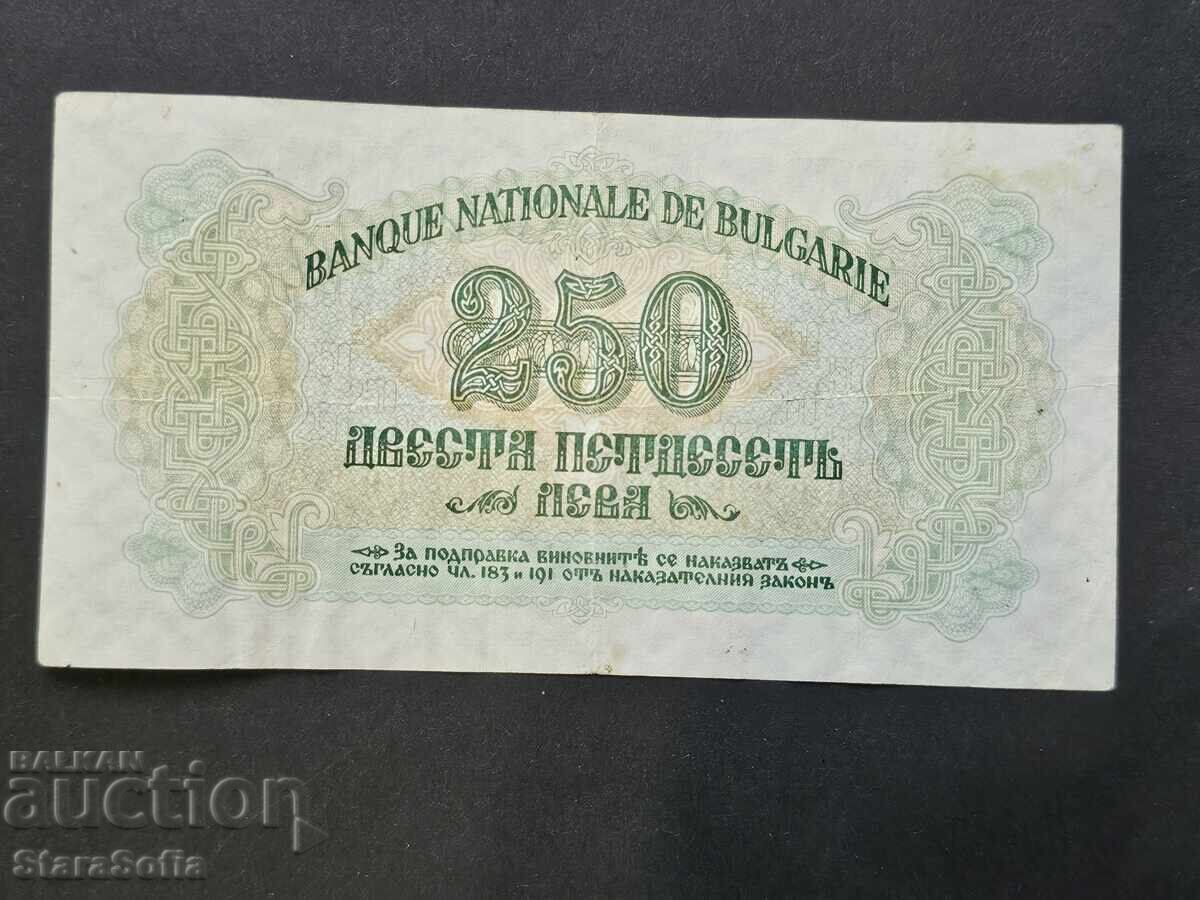 BANQUE NATIONALE DE BULGARIE
250
ДВЕСТА ПЕТДЕСЕТЬ
ЛЕВА
ЗА ПОДПРАВКА ВИНОВНИТѢ СЕ НАКАЗВАТЪ
СЪГЛАСНО ЧЛ. 183 И 191 ОТЪ НАКАЗАТЕЛНИЯ ЗАКОНЪ
BALKAN
auction
StaraSofia